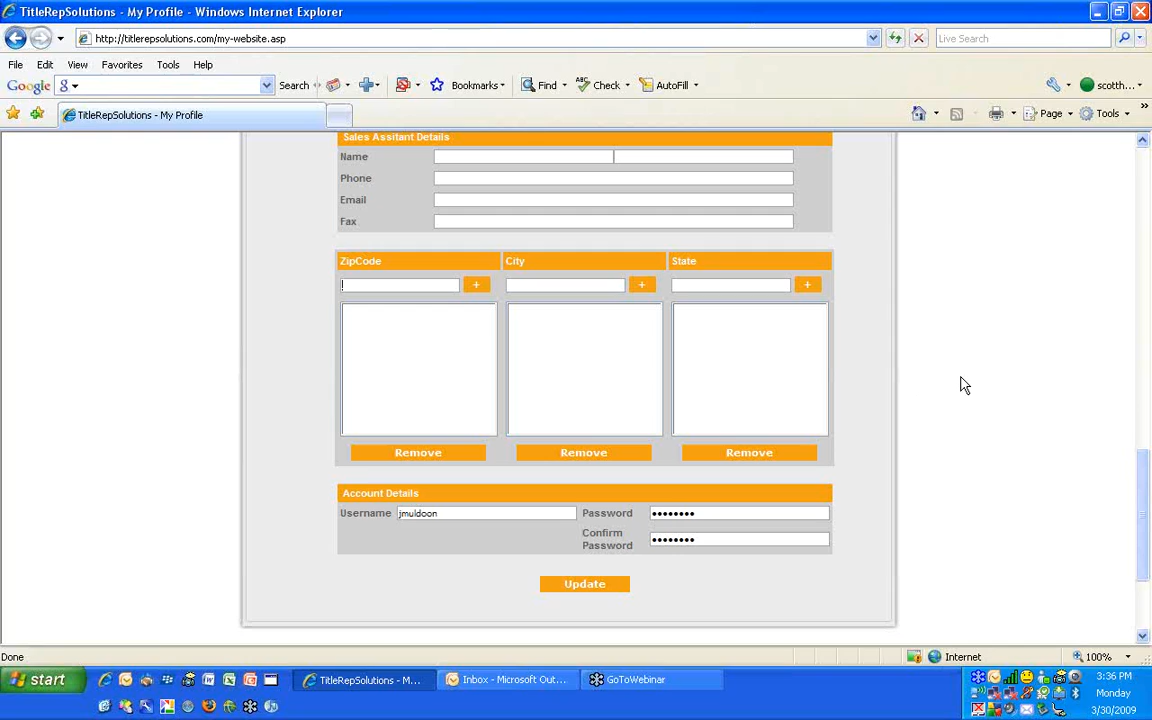 TitleRepSolutions - My Profile - Windows Internet Explorer
http://titlerepsolutions.com/my-website.asp
Live Search
File Edit View Favorites Tools Help
Google Search Bookmarks Find Check AutoFill scotth...
TitleRepSolutions - My Profile
Page Tools
Sales Assitant Details
Name
Phone
Email
Fax
ZipCode City State
+ + +
Remove Remove Remove
Account Details
Username jmuldoon Password ••••••••
Confirm
Password ••••••••
Update
Done Internet 100%
start TitleRepSolutions - M... Inbox - Microsoft Out... GoToWebinar
3:36 PM
Monday
3/30/2009